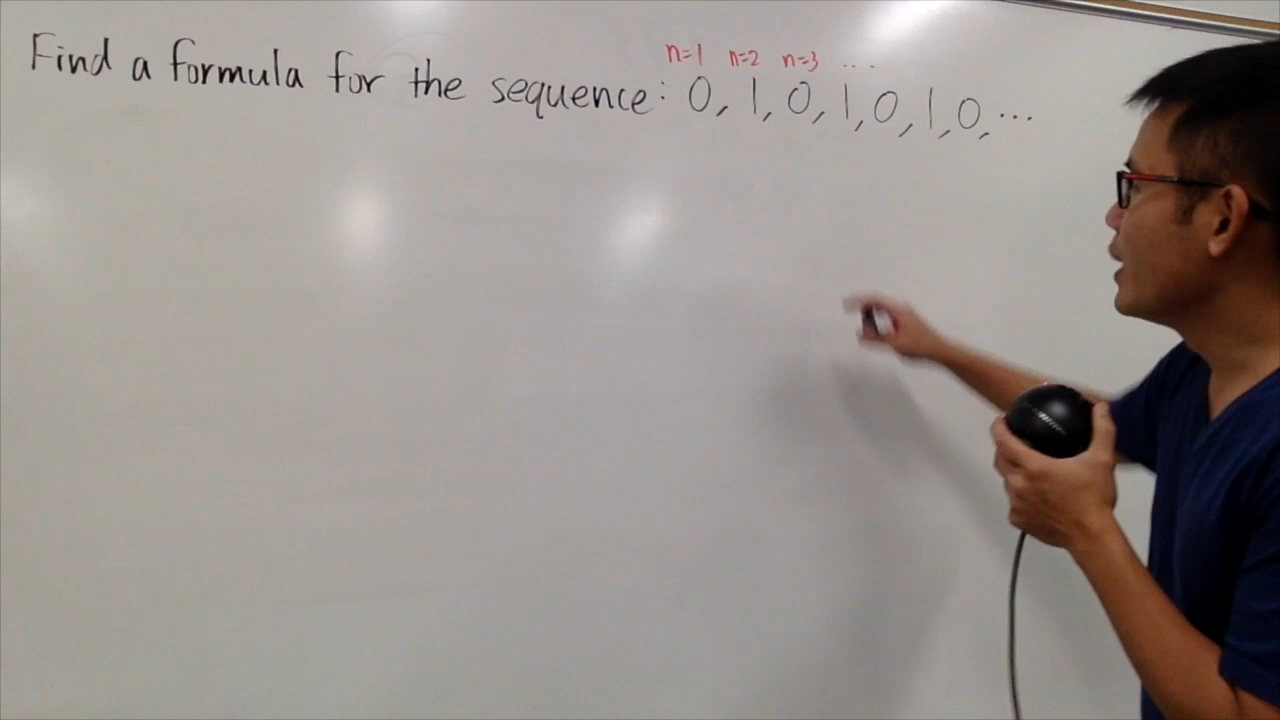 n=1 n=2 n=3 ...
Find a formula for the sequence: 0, 1, 0, 1, 0, 1, 0, ...